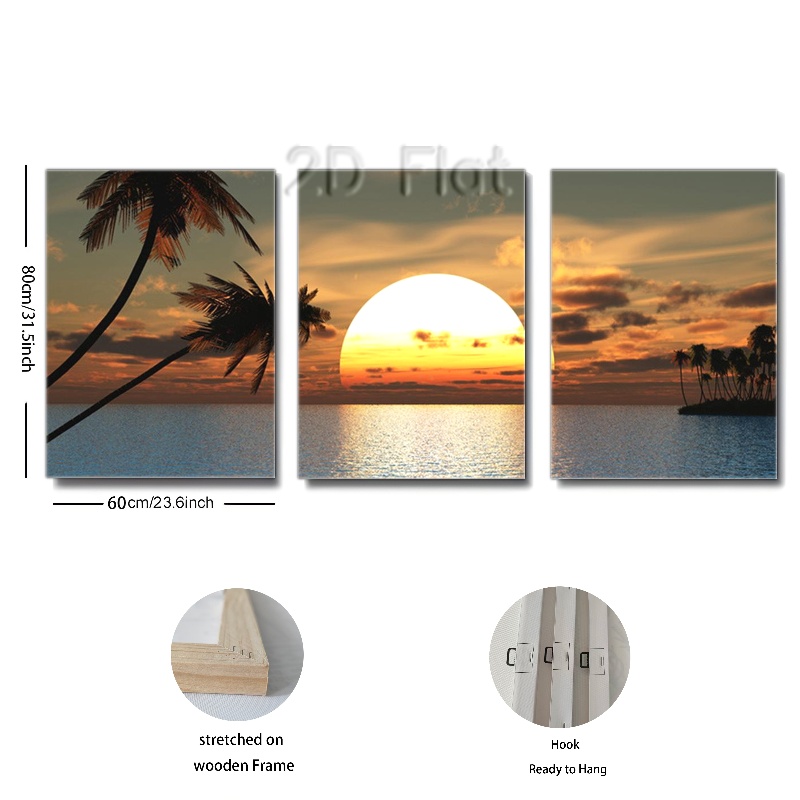 2D Flat
80cm/31.5inch
60cm/23.6inch
stretched on
wooden Frame
Hook
Ready to Hang